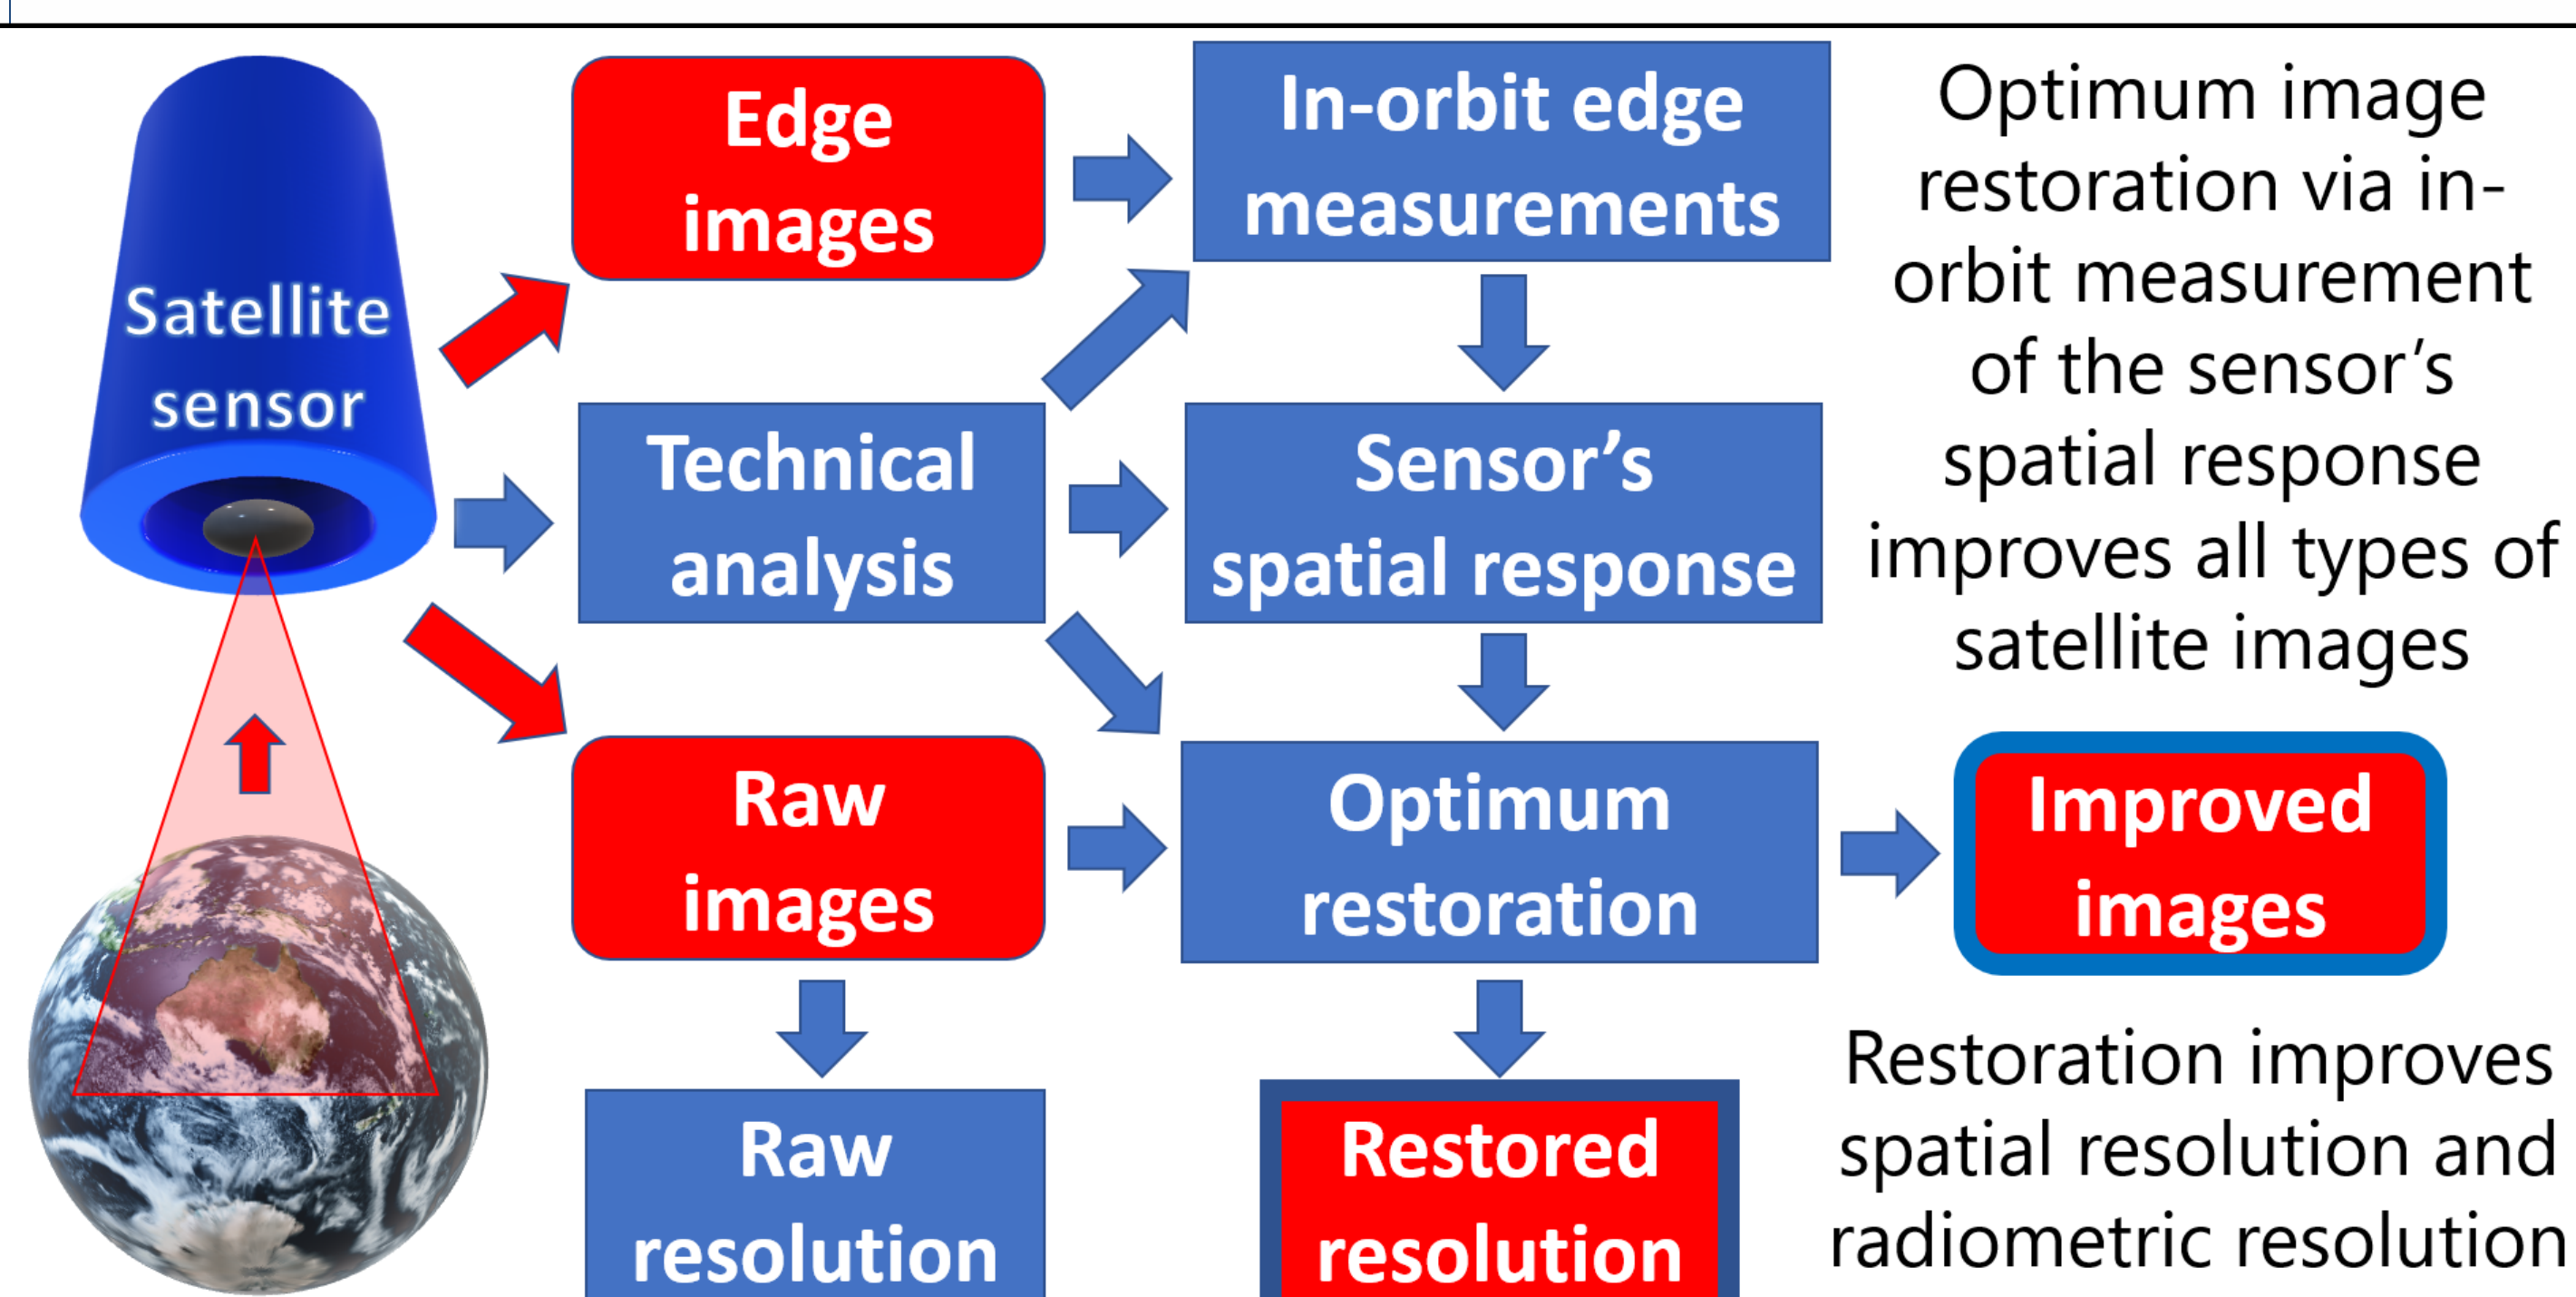 Satellite
sensor
Edge
images
In-orbit edge
measurements
Technical
analysis
Sensor’s
spatial response
Raw
images
Optimum
restoration
Improved
images
Raw
resolution
Restored
resolution
Optimum image
restoration via in-
orbit measurement
of the sensor’s
spatial response
improves all types of
satellite images
Restoration improves
spatial resolution and
radiometric resolution